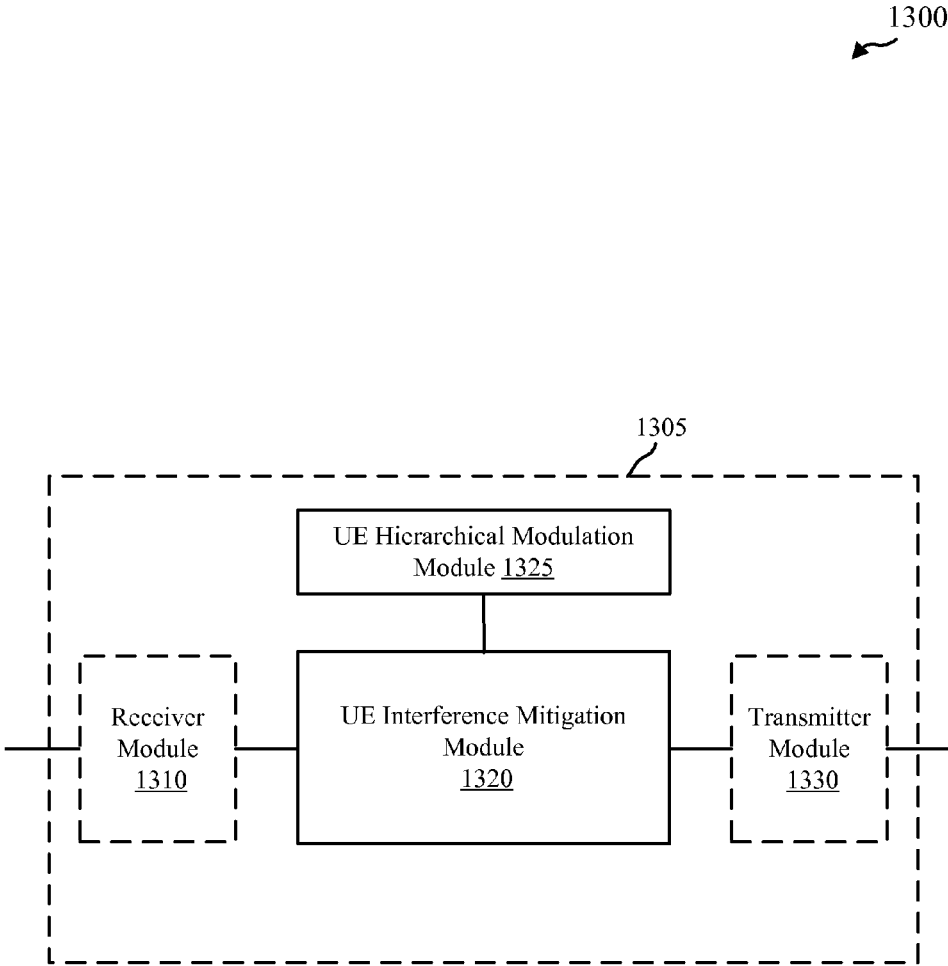 1300
1305
UE Hierarchical Modulation
Module 1325
Receiver
Module
1310
UE Interference Mitigation
Module
1320
Transmitter
Module
1330